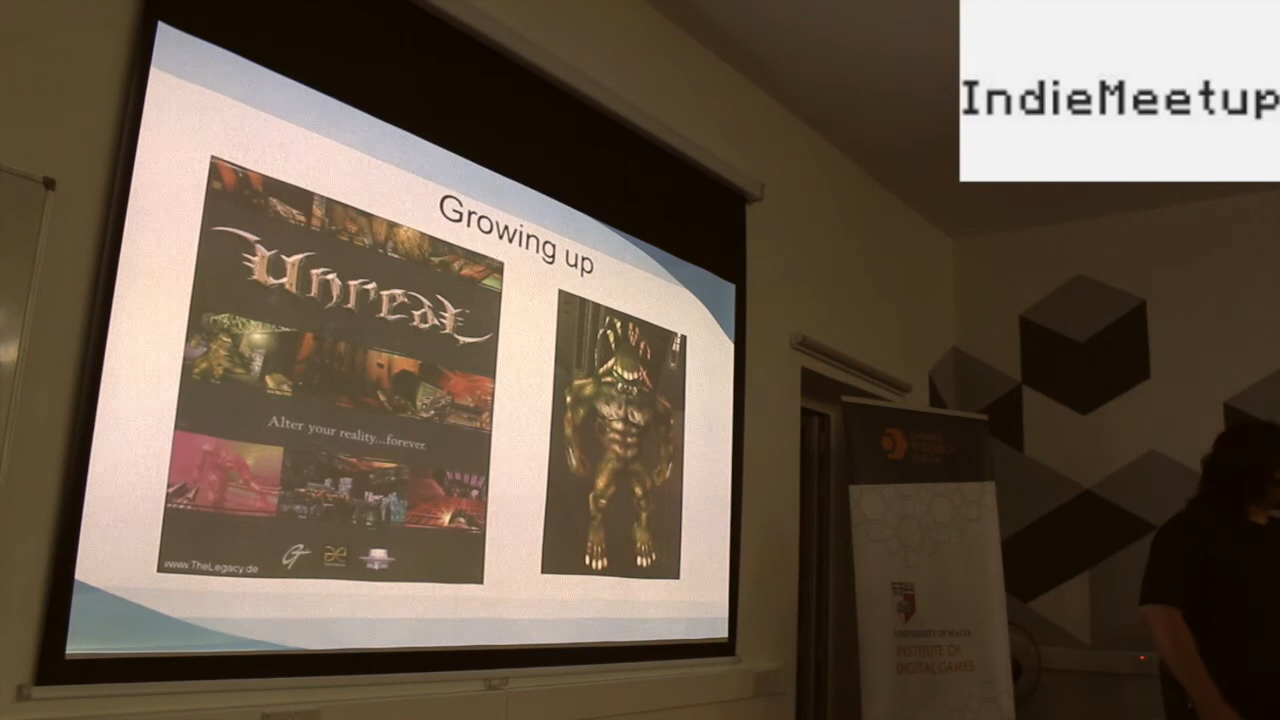 IndieMeetup
Growing up
Unreal
Alter your reality...forever.
www.TheLegacy.de
UNIVERSITY OF MALTA
INSTITUTE OF
DIGITAL GAMES